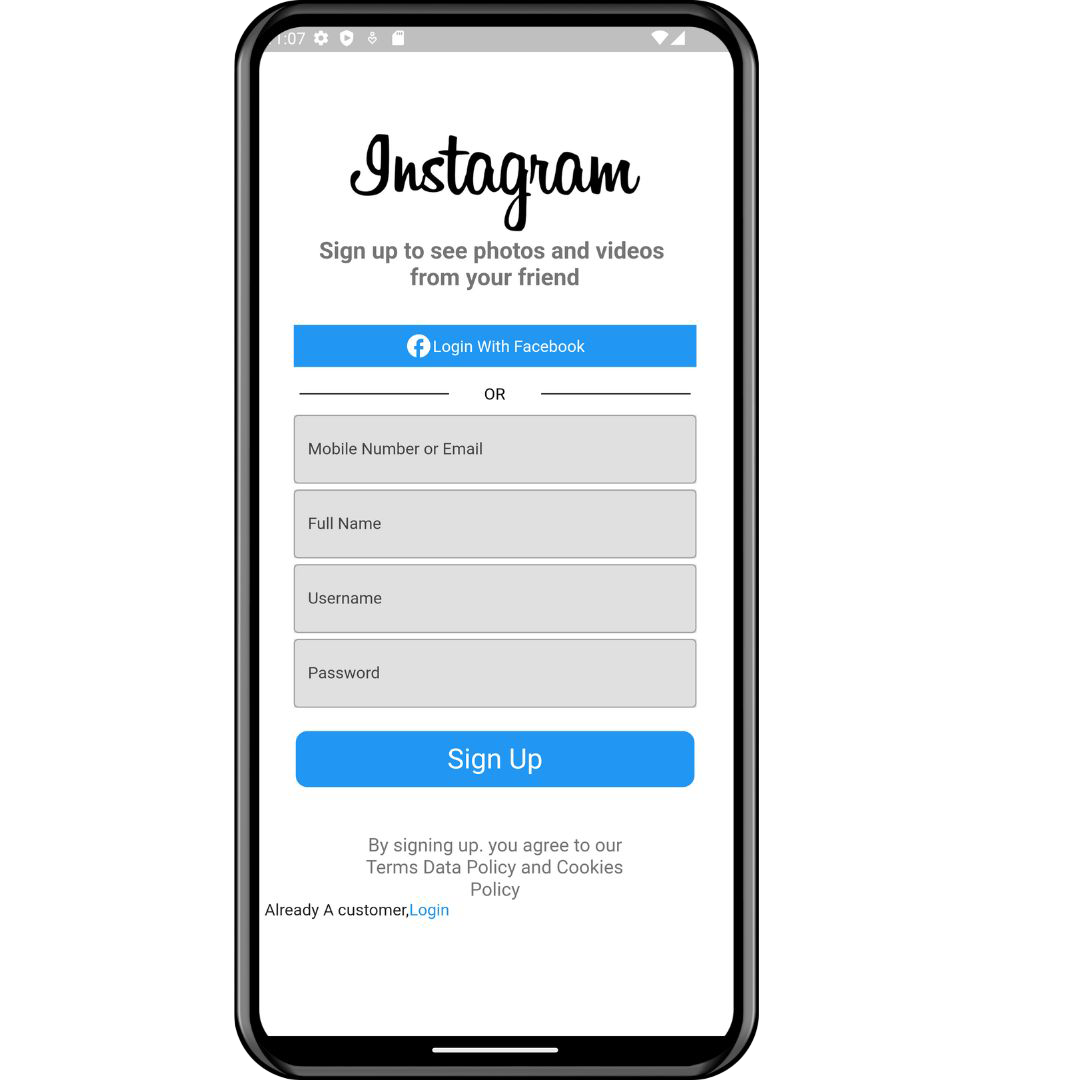 1:07
Instagram
Sign up to see photos and videos
from your friend
Login With Facebook
OR
Mobile Number or Email
Full Name
Username
Password
Sign Up
By signing up. you agree to our
Terms Data Policy and Cookies
Policy
Already A customer,Login